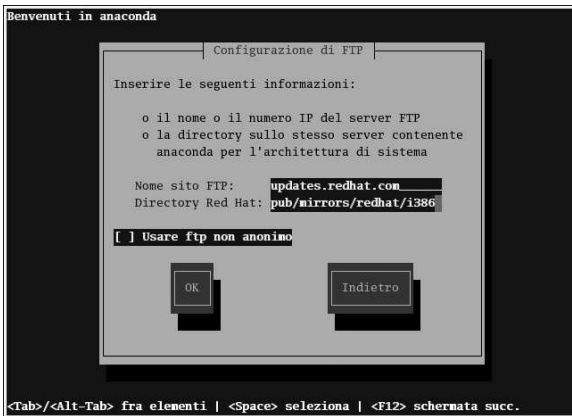 Benvenuti in anaconda
Configurazione di FTP
Inserire le seguenti informazioni:
o il nome o il numero IP del server FTP
o la directory sullo stesso server contenente
anaconda per l'architettura di sistema
Nome sito FTP: updates.redhat.com______
Directory Red Hat: pub/mirrors/redhat/i386
[ ] Usare ftp non anonimo
OK Indietro
<Tab>/<Alt-Tab> fra elementi | <Space> seleziona | <F12> schermata succ.